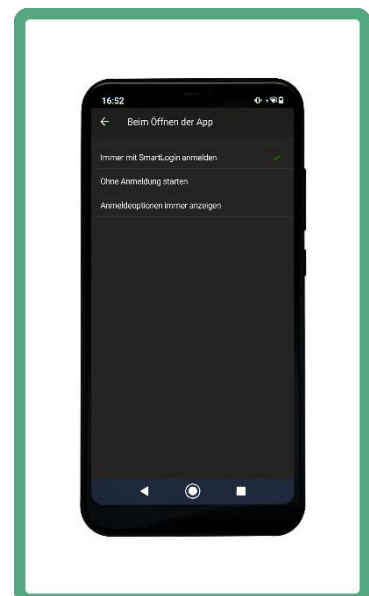 16:52
Beim Öffnen der App
Immer mit SmartLogin anmelden
Ohne Anmeldung starten
Anmeldeoptionen immer anzeigen